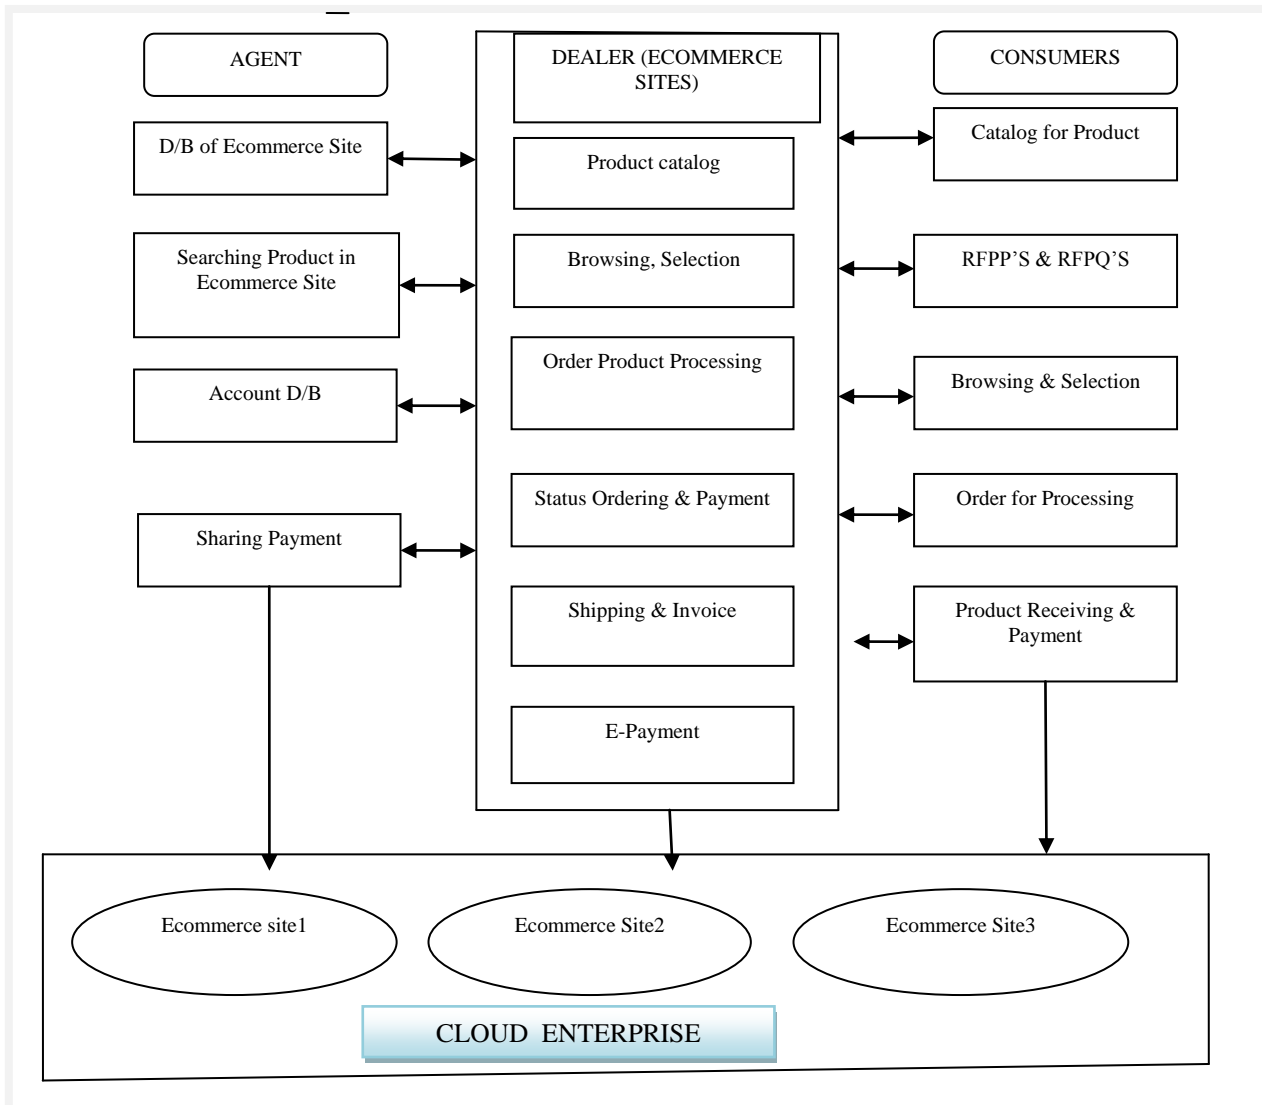 AGENT
D/B of Ecommerce Site
Searching Product in
Ecommerce Site
Account D/B
Sharing Payment
DEALER (ECOMMERCE
SITES)
Product catalog
Browsing, Selection
Order Product Processing
Status Ordering & Payment
Shipping & Invoice
E-Payment
CONSUMERS
Catalog for Product
RFPP’S & RFPQ’S
Browsing & Selection
Order for Processing
Product Receiving &
Payment
Ecommerce site1
Ecommerce Site2
Ecommerce Site3
CLOUD ENTERPRISE